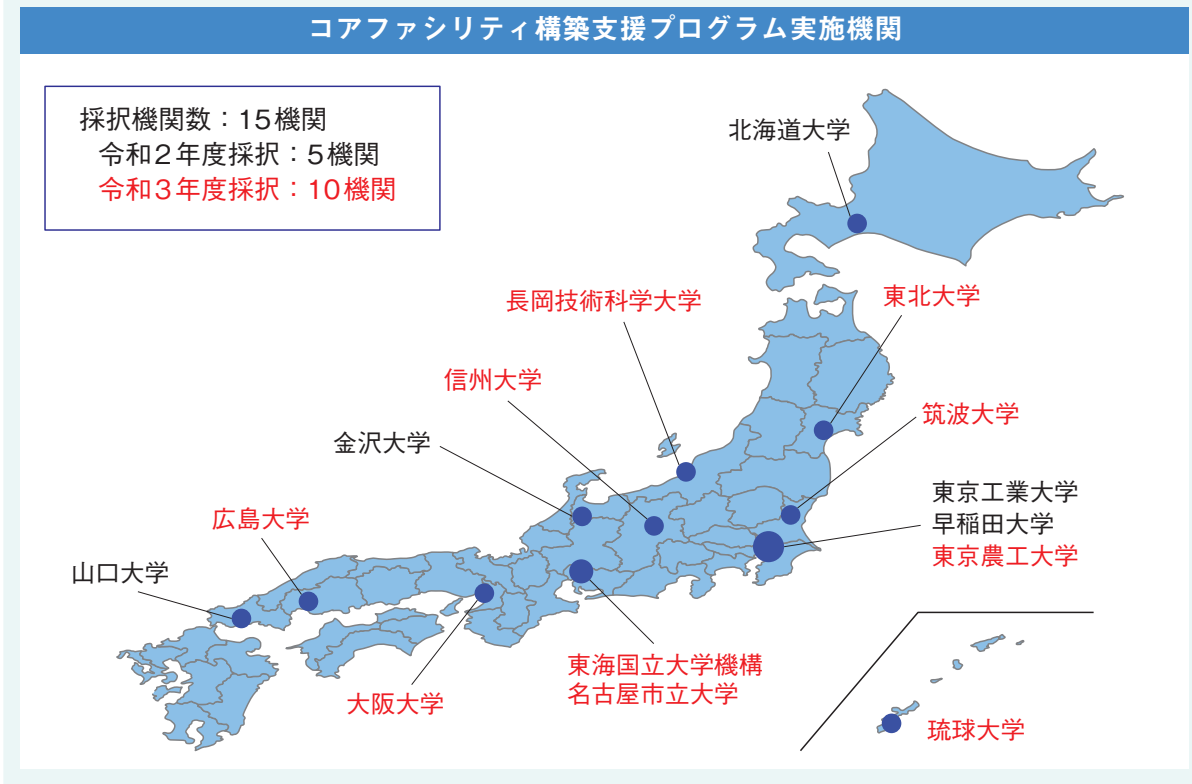 コアファシリティ構築支援プログラム実施機関
採択機関数：15機関
令和２年度採択：５機関
令和３年度採択：10機関
北海道大学
東北大学
長岡技術科学大学
信州大学
筑波大学
金沢大学
東京工業大学
早稲田大学
東京農工大学
広島大学
山口大学
東海国立大学機構
名古屋市立大学
大阪大学
琉球大学